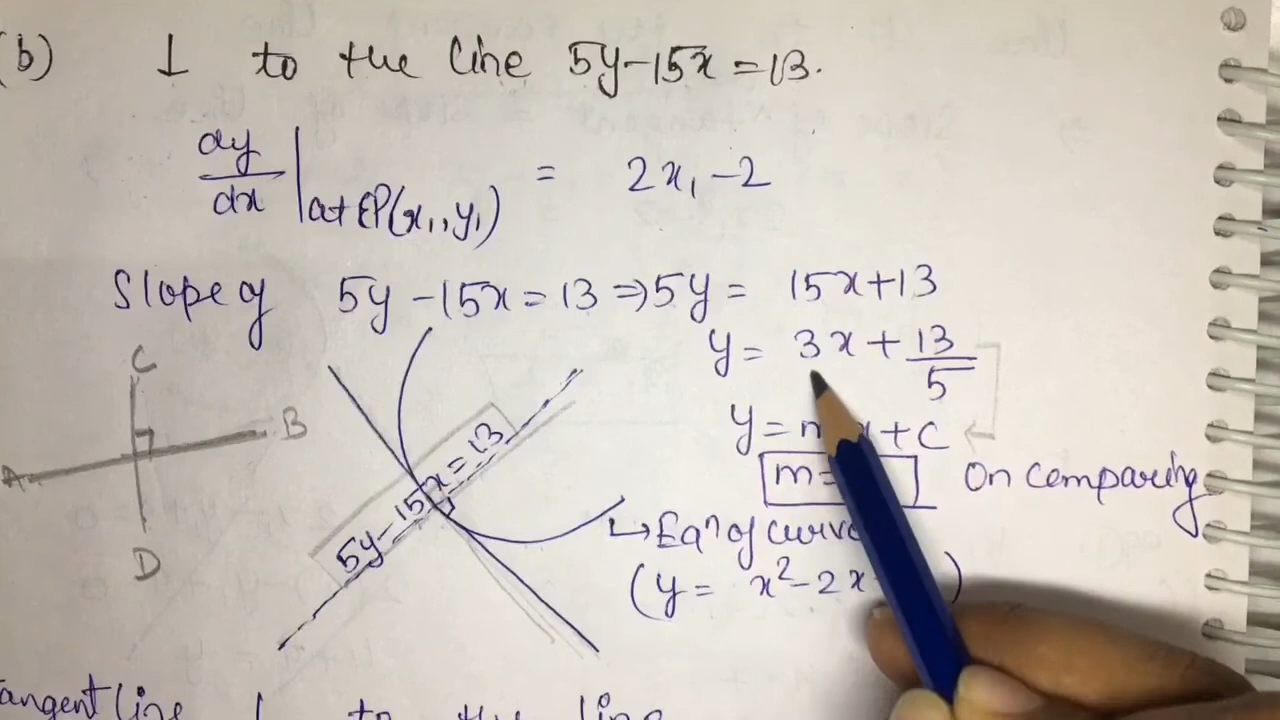 (b) ⊥ to the line 5y-15x=13.
dy/dx | at EP(x₁,y₁) = 2x₁-2
Slope of 5y-15x=13 ⇒ 5y = 15x+13
y = 3x + 13/5
y = m +c
m= On comparing
C
A B
D
5y-15x=13
↳ Eqⁿ of curve
(y = x²-2x )
tangent line ⊥ to the line